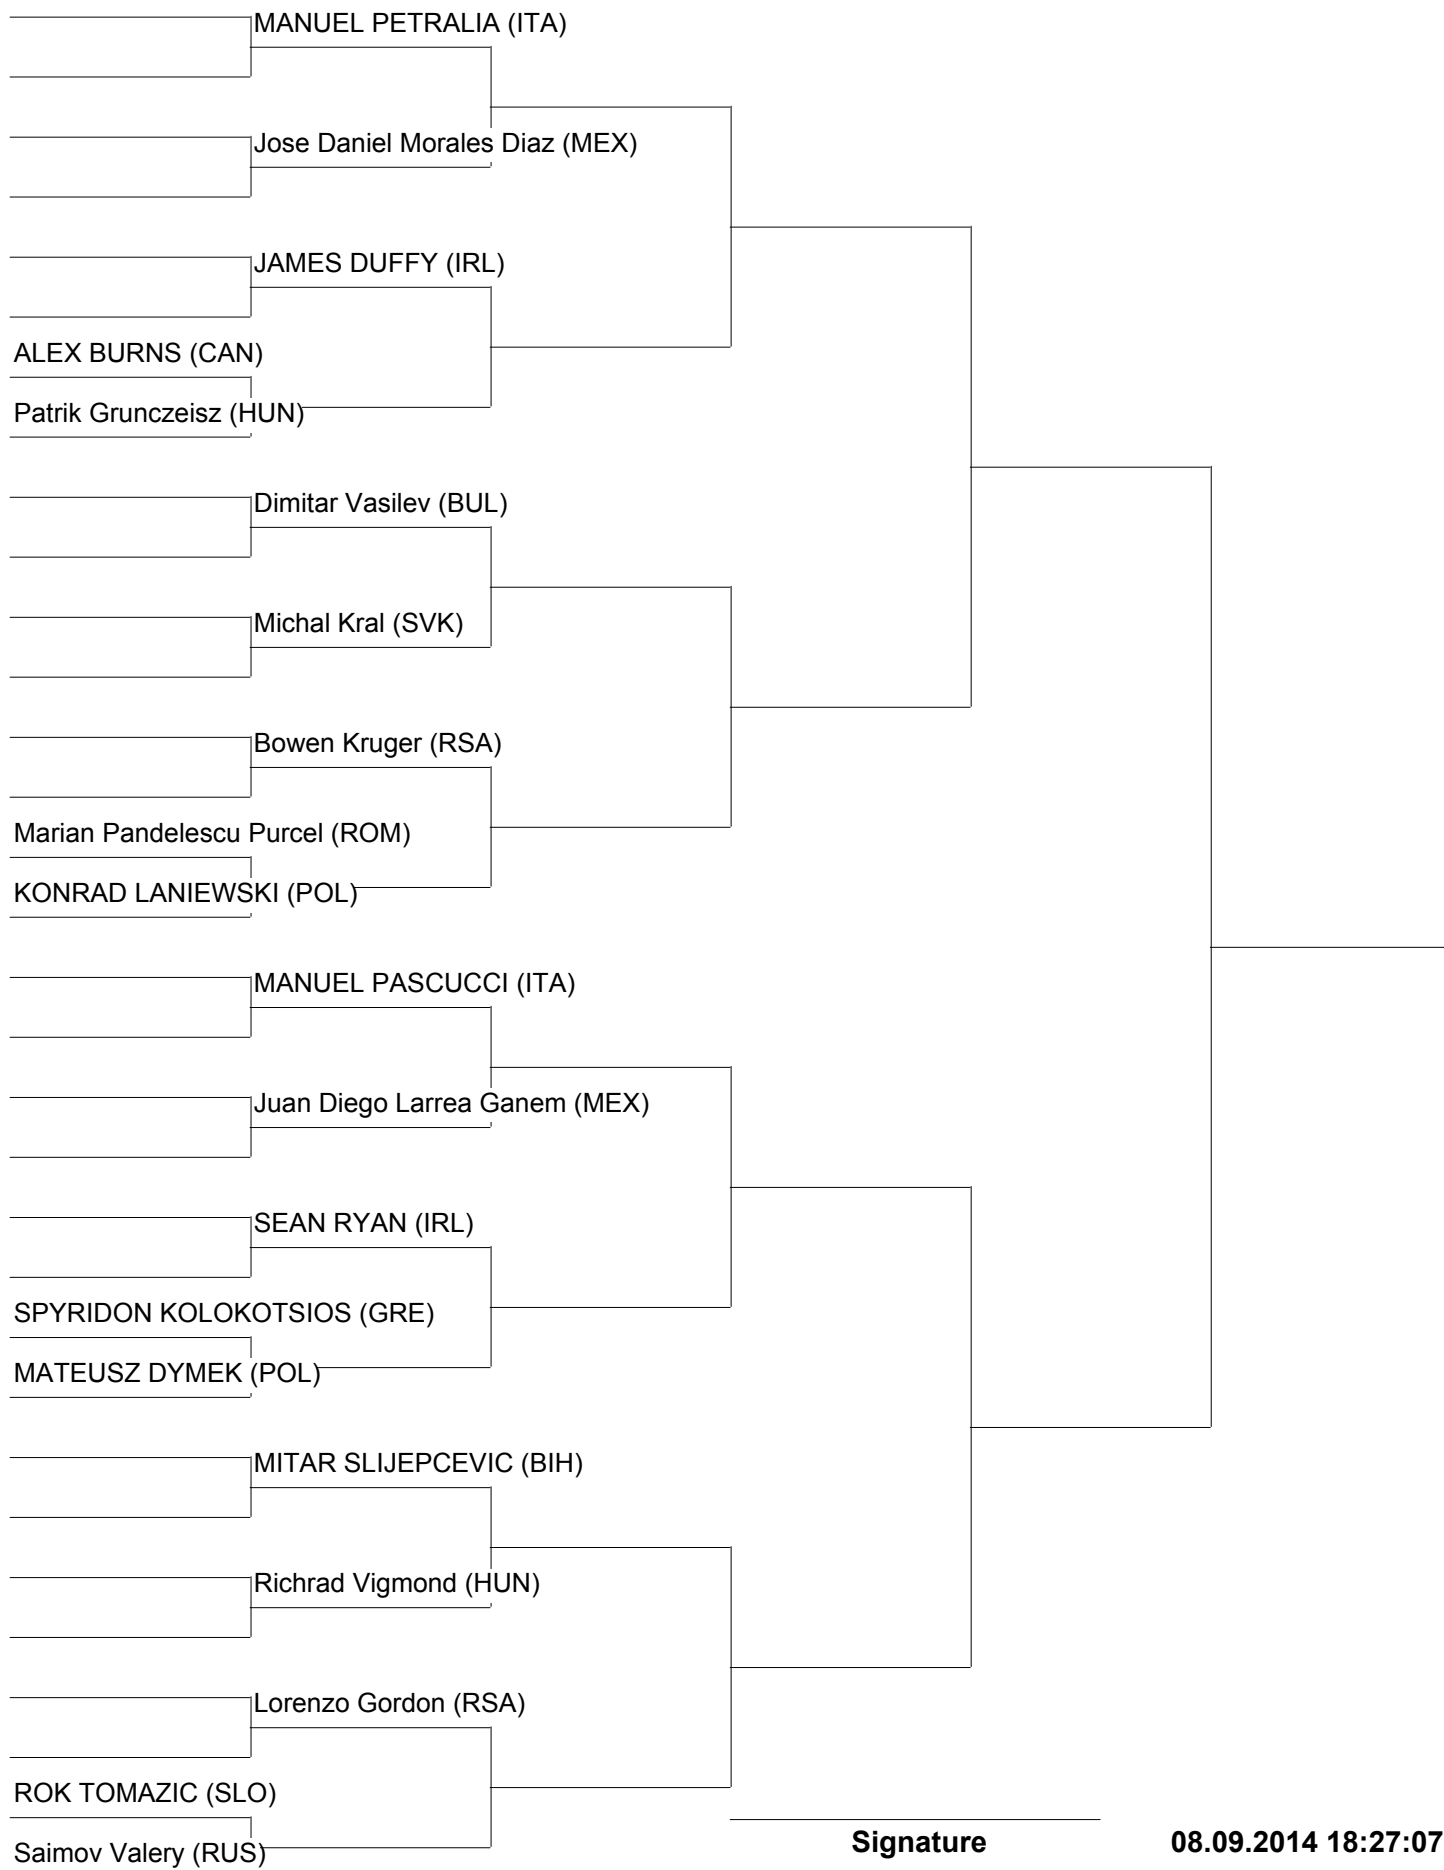 MANUEL PETRALIA (ITA)
Jose Daniel Morales Diaz (MEX)
JAMES DUFFY (IRL)
ALEX BURNS (CAN)
Patrik Grunczeisz (HUN)
Dimitar Vasilev (BUL)
Michal Kral (SVK)
Bowen Kruger (RSA)
Marian Pandelescu Purcel (ROM)
KONRAD LANIEWSKI (POL)
MANUEL PASCUCCI (ITA)
Juan Diego Larrea Ganem (MEX)
SEAN RYAN (IRL)
SPYRIDON KOLOKOTSIOS (GRE)
MATEUSZ DYMEK (POL)
MITAR SLIJEPCEVIC (BIH)
Richrad Vigmond (HUN)
Lorenzo Gordon (RSA)
ROK TOMAZIC (SLO)
Saimov Valery (RUS)
Signature
08.09.2014 18:27:07